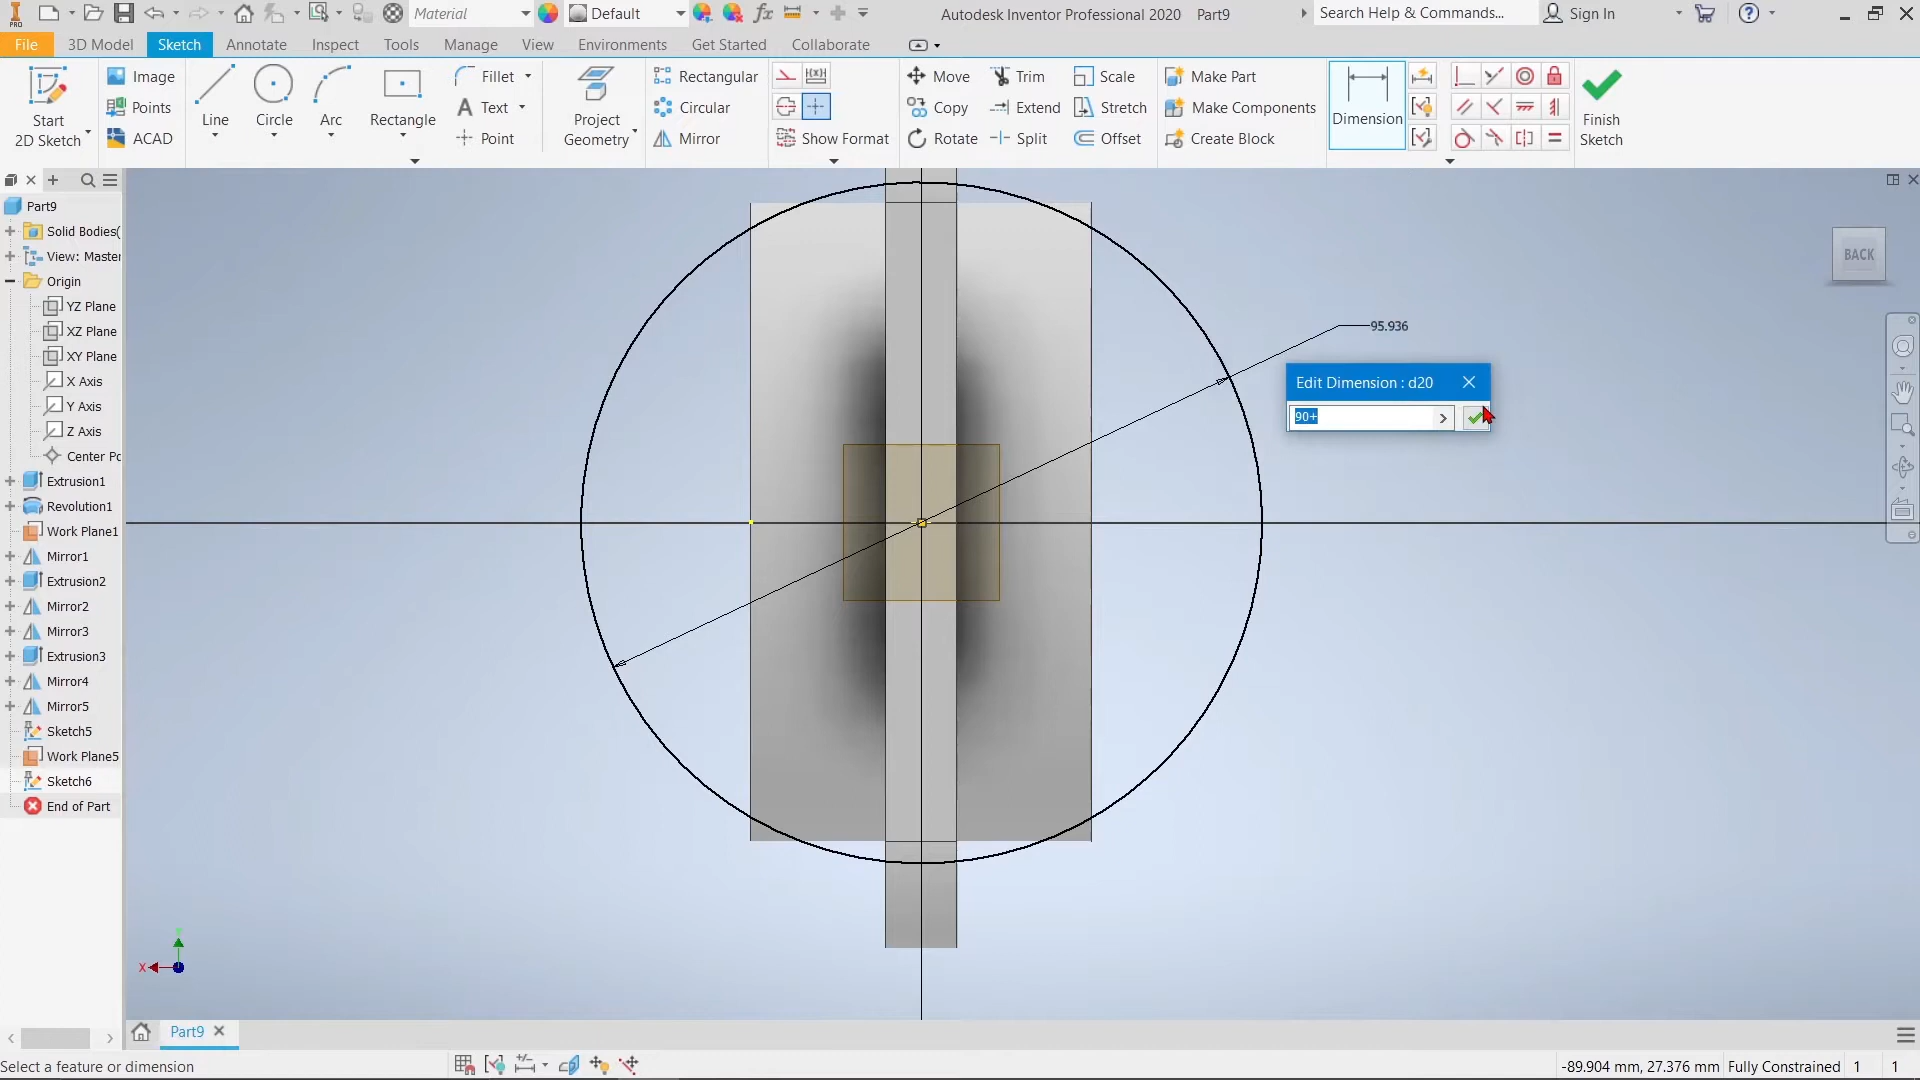 PRO
Material
Default
fx
Autodesk Inventor Professional 2020 Part9
Search Help & Commands...
Sign In
File
3D Model
Sketch
Annotate
Inspect
Tools
Manage
View
Environments
Get Started
Collaborate
Start
2D Sketch
Image
Points
ACAD
Line
Circle
Arc
Rectangle
Fillet
Text
Point
Project
Geometry
Rectangular
Circular
Mirror
Show Format
Move
Copy
Rotate
Trim
Extend
Split
Scale
Stretch
Offset
Make Part
Make Components
Create Block
Dimension
Finish
Sketch
Part9
Solid Bodies(
View: Master
Origin
YZ Plane
XZ Plane
XY Plane
X Axis
Y Axis
Z Axis
Center Po
Extrusion1
Revolution1
Work Plane1
Mirror1
Extrusion2
Mirror2
Mirror3
Extrusion3
Mirror4
Mirror5
Sketch5
Work Plane5
Sketch6
End of Part
BACK
95.936
Edit Dimension : d20
90+
X
Part9
Select a feature or dimension
-89.904 mm, 27.376 mm Fully Constrained 1 1